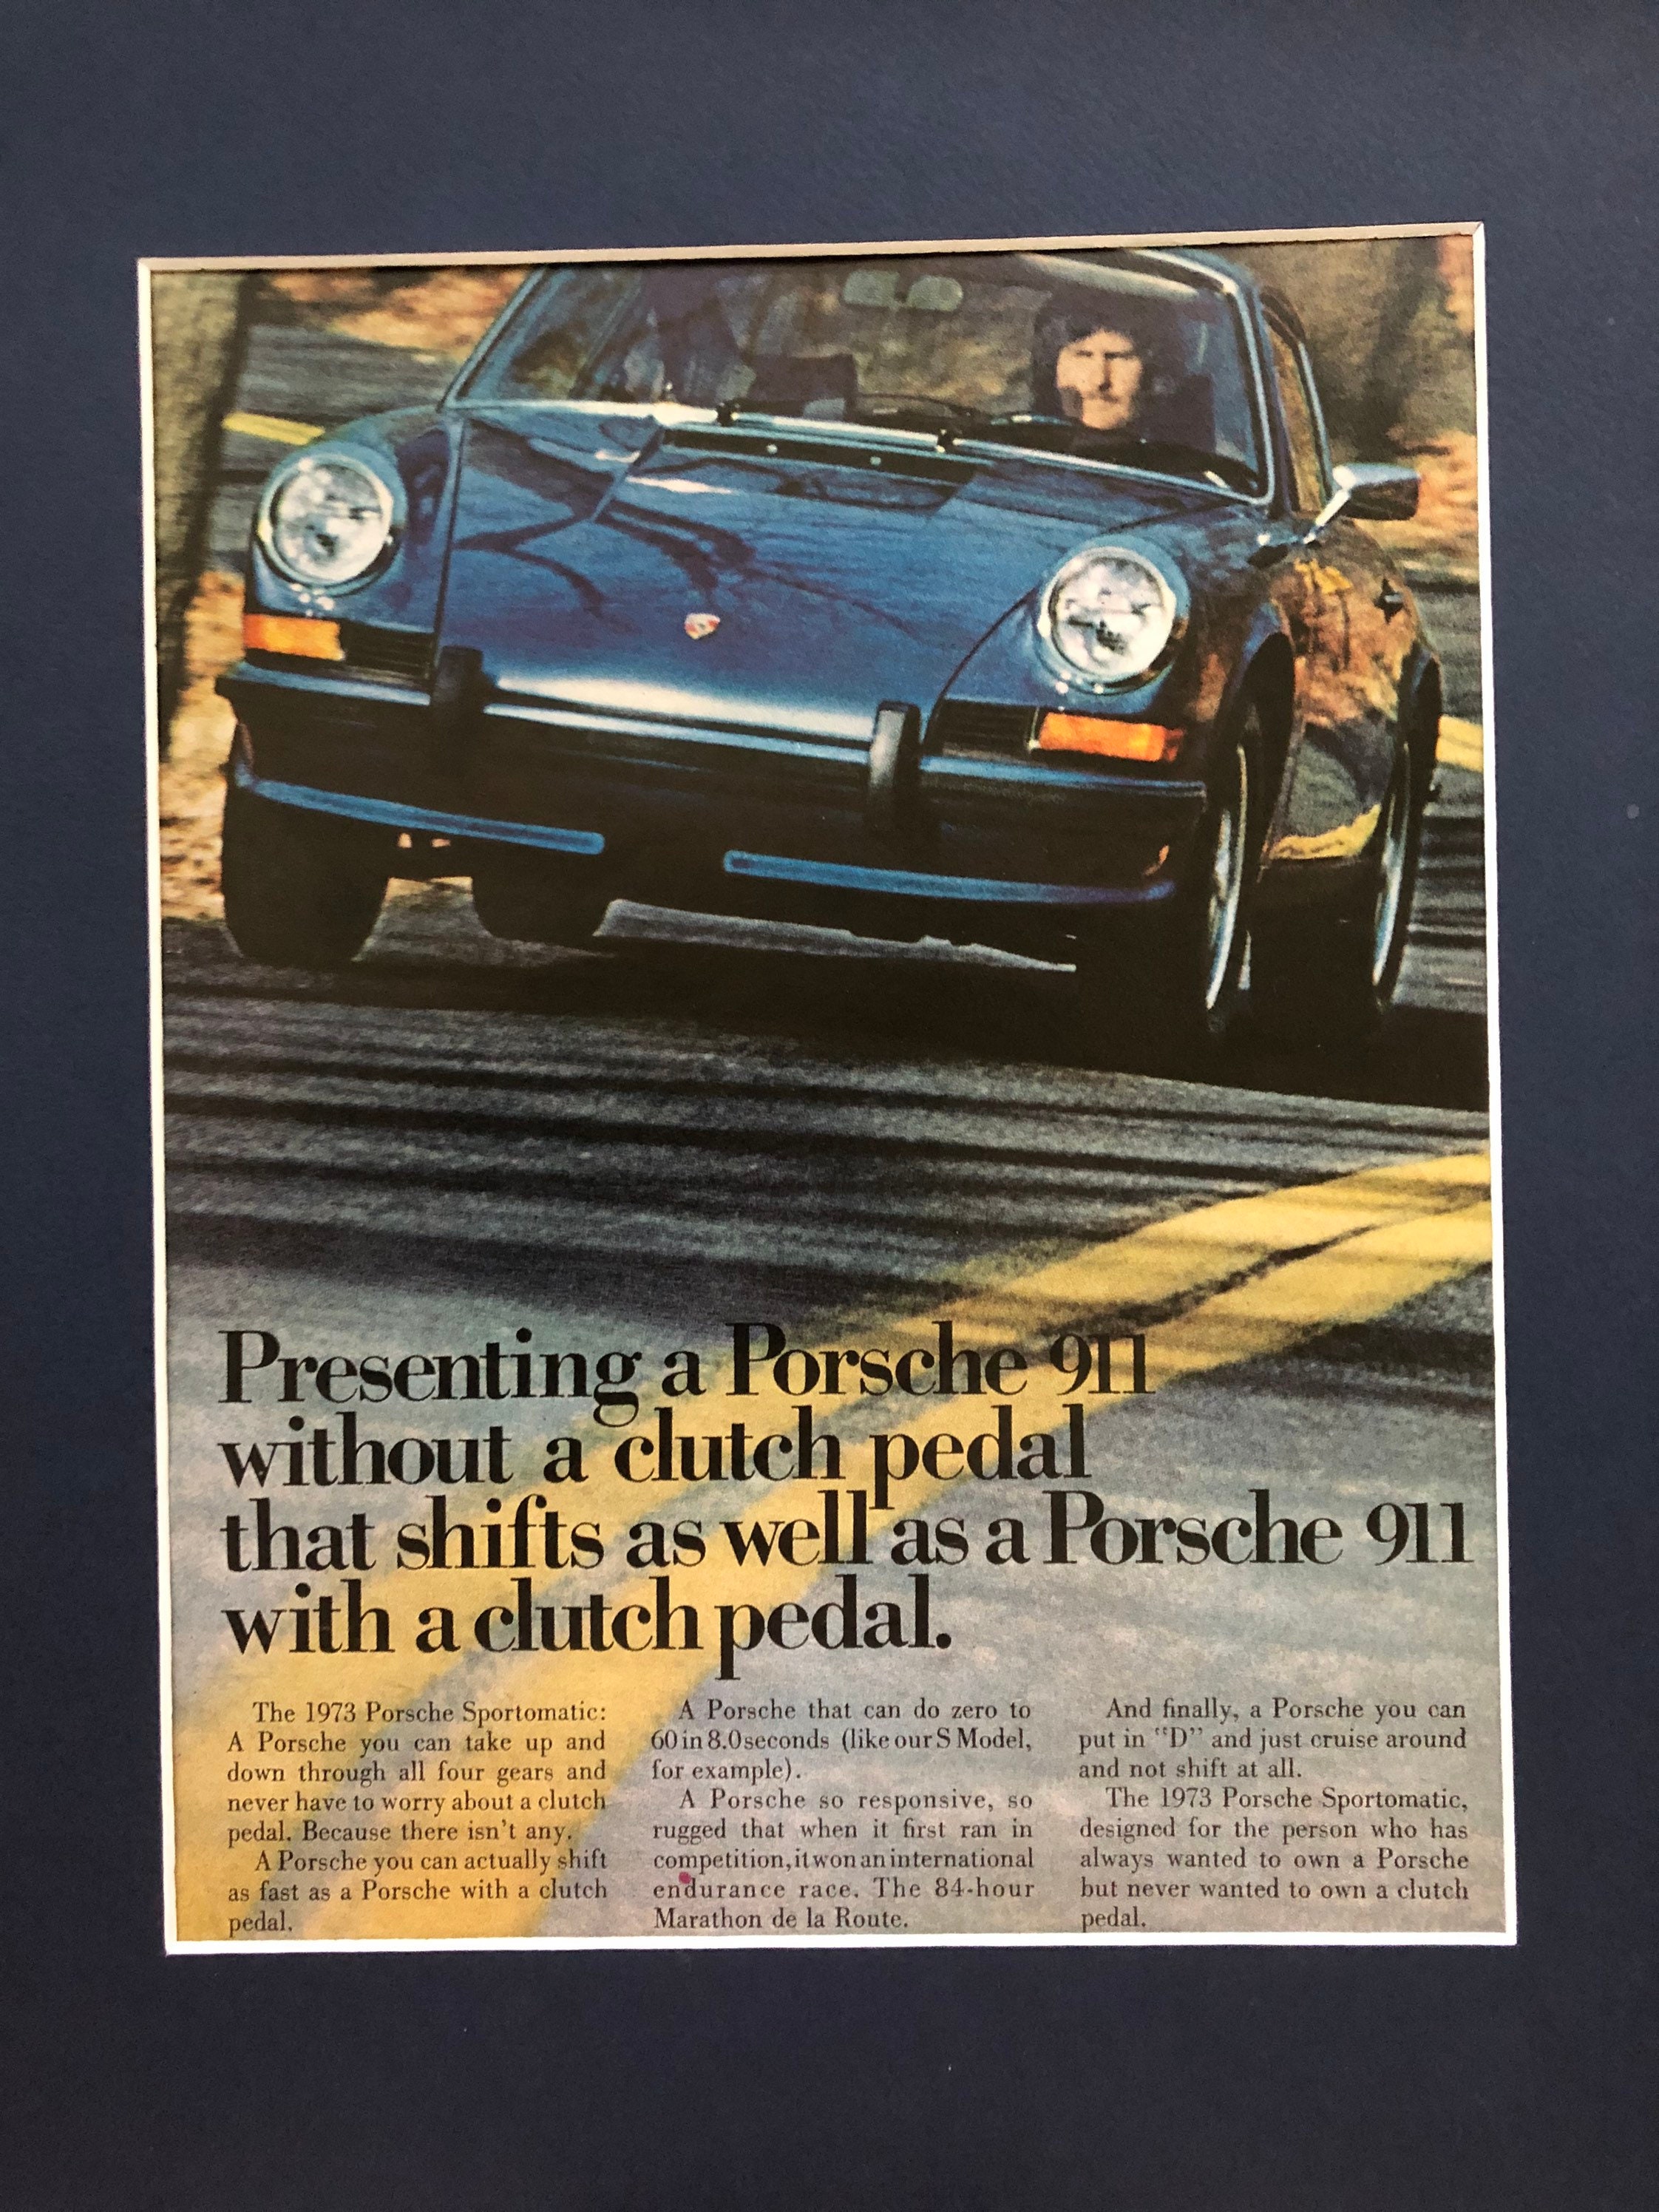 Presenting a Porsche 911
without a clutch pedal
that shifts as well as a Porsche 911
with a clutch pedal.
The 1973 Porsche Sportomatic:
A Porsche you can take up and
down through all four gears and
never have to worry about a clutch
pedal. Because there isn't any.
A Porsche you can actually shift
as fast as a Porsche with a clutch
pedal.
A Porsche that can do zero to
60 in 8.0 seconds (like our S Model,
for example).
A Porsche so responsive, so
rugged that when it first ran in
competition, it won an international
endurance race. The 84-hour
Marathon de la Route.
And finally, a Porsche you can
put in "D" and just cruise around
and not shift at all.
The 1973 Porsche Sportomatic,
designed for the person who has
always wanted to own a Porsche
but never wanted to own a clutch
pedal.